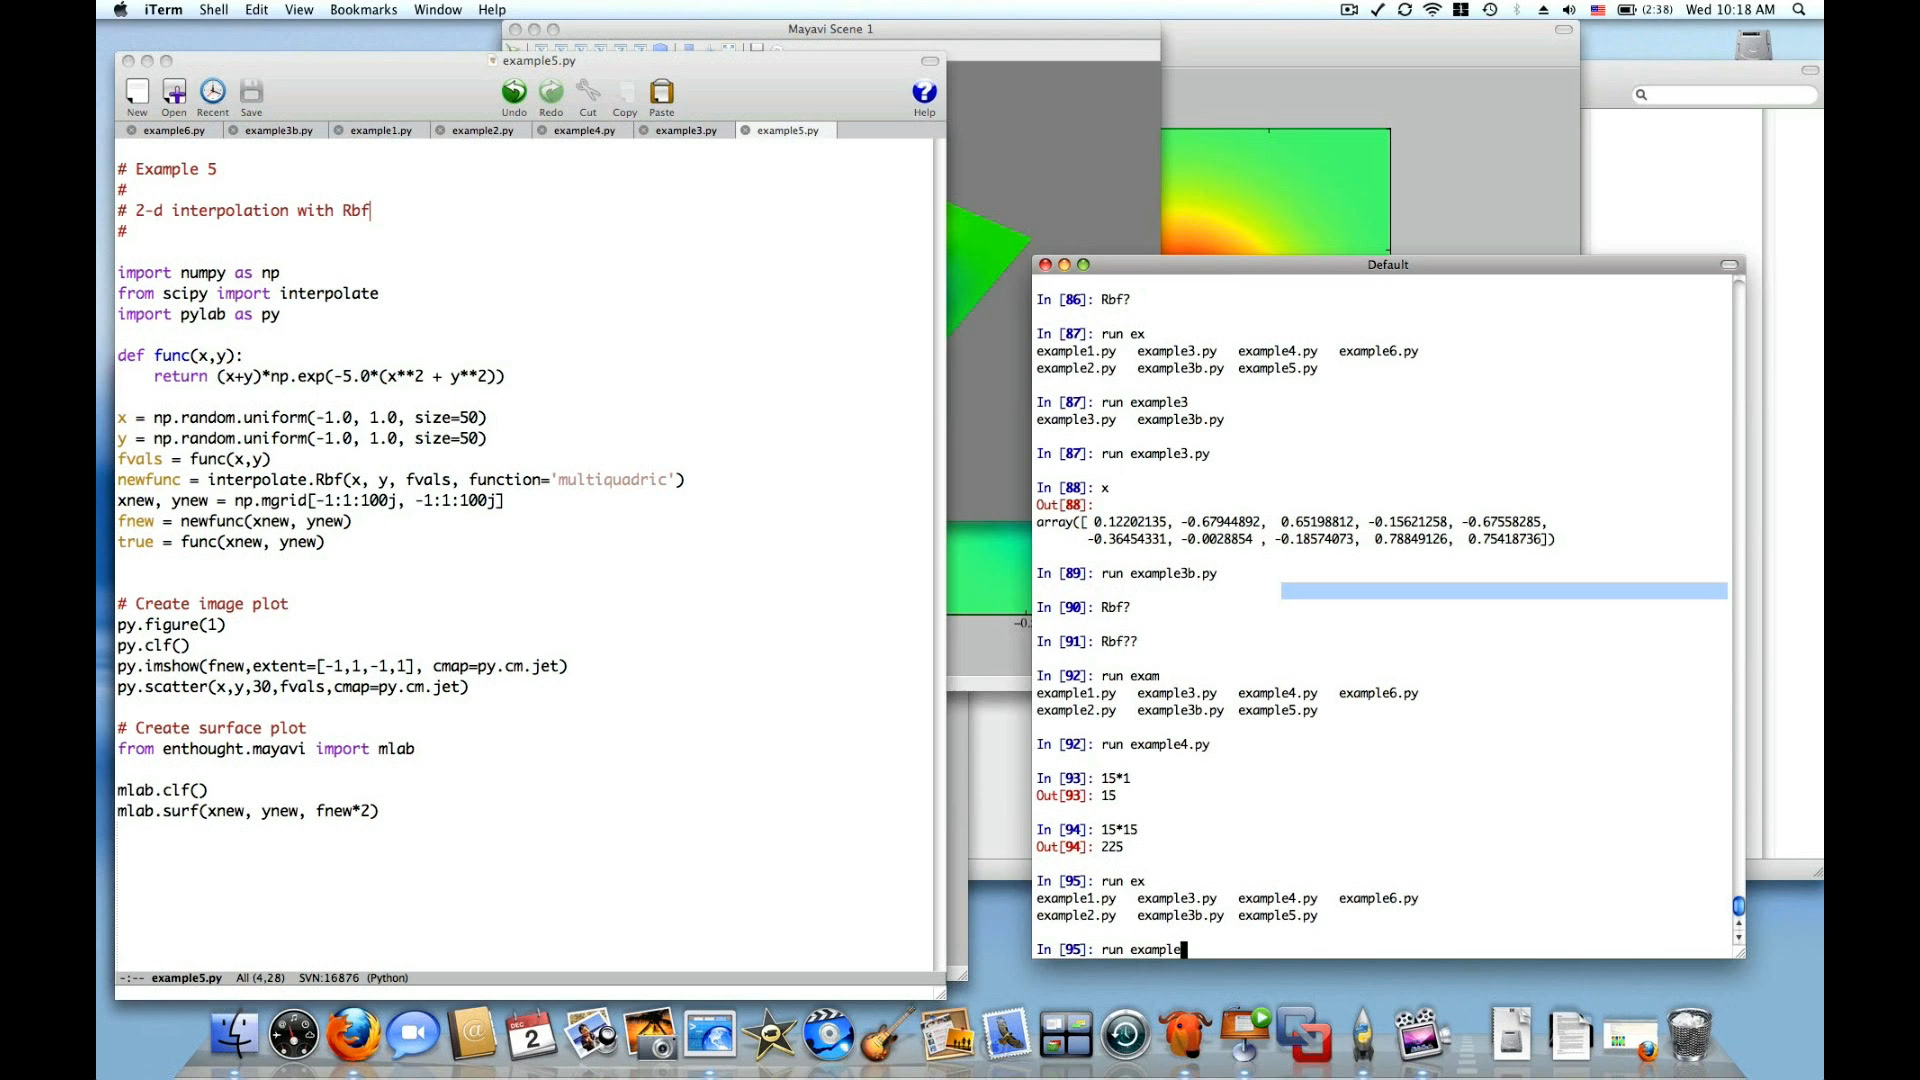 iTerm Shell Edit View Bookmarks Window Help
(2:38) Wed 10:18 AM
Mayavi Scene 1
example5.py
New Open Recent Save Undo Redo Cut Copy Paste Help
example6.py example3b.py example1.py example2.py example4.py example3.py example5.py
# Example 5
#
# 2-d interpolation with Rbf
#
import numpy as np
from scipy import interpolate
import pylab as py
def func(x,y):
return (x+y)*np.exp(-5.0*(x**2 + y**2))
x = np.random.uniform(-1.0, 1.0, size=50)
y = np.random.uniform(-1.0, 1.0, size=50)
fvals = func(x,y)
newfunc = interpolate.Rbf(x, y, fvals, function='multiquadric')
xnew, ynew = np.mgrid[-1:1:100j, -1:1:100j]
fnew = newfunc(xnew, ynew)
true = func(xnew, ynew)
# Create image plot
py.figure(1)
py.clf()
py.imshow(fnew,extent=[-1,1,-1,1], cmap=py.cm.jet)
py.scatter(x,y,30,fvals,cmap=py.cm.jet)
# Create surface plot
from enthought.mayavi import mlab
mlab.clf()
mlab.surf(xnew, ynew, fnew*2)
-:-- example5.py All (4,28) SVN:16876 (Python)
Default
In [86]: Rbf?
In [87]: run ex
example1.py example3.py example4.py example6.py
example2.py example3b.py example5.py
In [87]: run example3
example3.py example3b.py
In [87]: run example3.py
In [88]: x
Out[88]:
array([ 0.12202135, -0.67944892, 0.65198812, -0.15621258, -0.67558285,
-0.36454331, -0.0028854 , -0.18574073, 0.78849126, 0.75418736])
In [89]: run example3b.py
In [90]: Rbf?
In [91]: Rbf??
In [92]: run exam
example1.py example3.py example4.py example6.py
example2.py example3b.py example5.py
In [92]: run example4.py
In [93]: 15*1
Out[93]: 15
In [94]: 15*15
Out[94]: 225
In [95]: run ex
example1.py example3.py example4.py example6.py
example2.py example3b.py example5.py
In [95]: run example
DEC
2